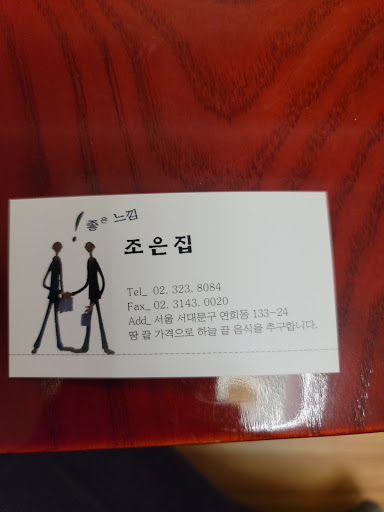 ! 좋은 느낌
조은집
Tel_ 02. 323. 8084
Fax_ 02. 3143. 0020
Add_ 서울 서대문구 연희동 133-24
땅 끝 가격으로 하늘 끝 음식을 추구합니다.